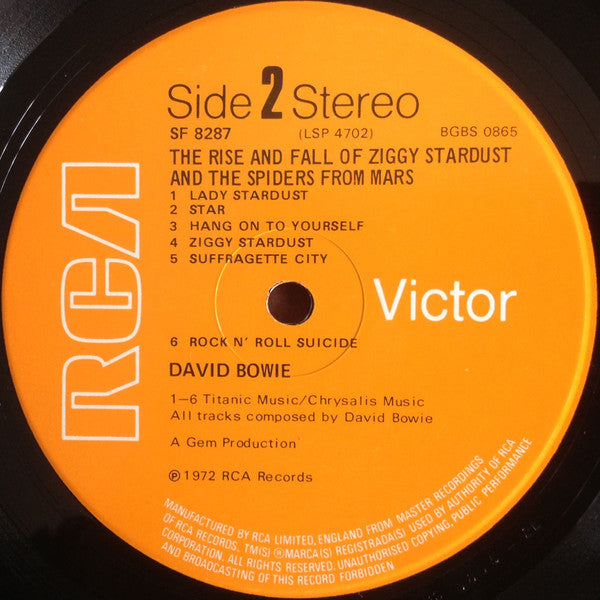 Side 2 Stereo
SF 8287 (LSP 4702) BGBS 0865
THE RISE AND FALL OF ZIGGY STARDUST
AND THE SPIDERS FROM MARS
1 LADY STARDUST
2 STAR
3 HANG ON TO YOURSELF
4 ZIGGY STARDUST
5 SUFFRAGETTE CITY
RCA Victor
6 ROCK N' ROLL SUICIDE
DAVID BOWIE
1–6 Titanic Music/Chrysalis Music
All tracks composed by David Bowie
A Gem Production
℗ 1972 RCA Records
MANUFACTURED BY RCA LIMITED, ENGLAND FROM MASTER RECORDINGS
OF RCA RECORDS. TM(S) ® MARCA(S) REGISTRADA(S) USED BY AUTHORITY OF RCA
CORPORATION. ALL RIGHTS RESERVED. UNAUTHORISED COPYING, PUBLIC PERFORMANCE
AND BROADCASTING OF THIS RECORD FORBIDDEN